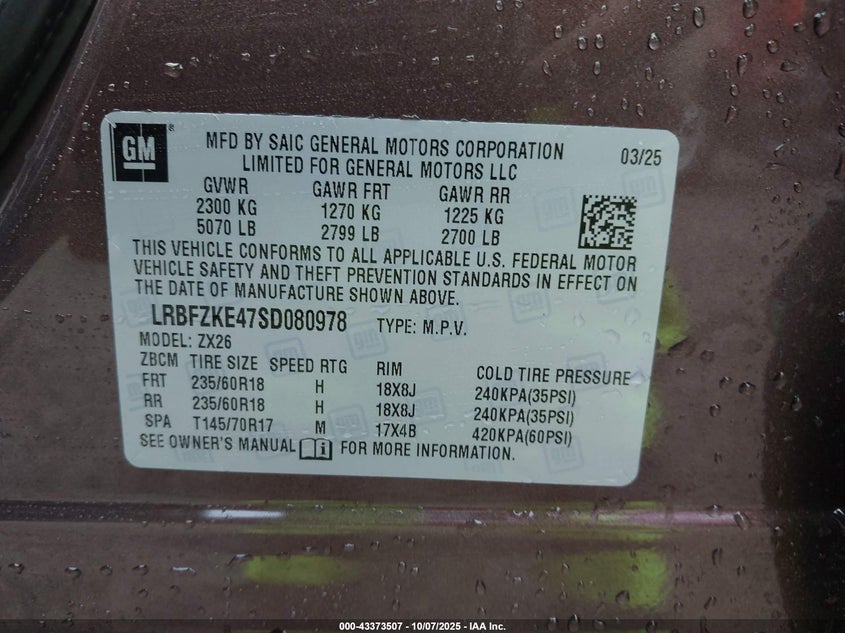 GM
®
MFD BY SAIC GENERAL MOTORS CORPORATION
LIMITED FOR GENERAL MOTORS LLC
03/25
GVWR GAWR FRT GAWR RR
2300 KG 1270 KG 1225 KG
5070 LB 2799 LB 2700 LB
THIS VEHICLE CONFORMS TO ALL APPLICABLE U.S. FEDERAL MOTOR
VEHICLE SAFETY AND THEFT PREVENTION STANDARDS IN EFFECT ON
THE DATE OF MANUFACTURE SHOWN ABOVE.
LRBFZKE47SD080978 TYPE: M.P.V.
MODEL: ZX26
ZBCM TIRE SIZE SPEED RTG RIM COLD TIRE PRESSURE
FRT 235/60R18 H 18X8J 240KPA(35PSI)
RR 235/60R18 H 18X8J 240KPA(35PSI)
SPA T145/70R17 M 17X4B 420KPA(60PSI)
SEE OWNER'S MANUAL FOR MORE INFORMATION.
000-43373507 - 10/07/2025 - IAA Inc.